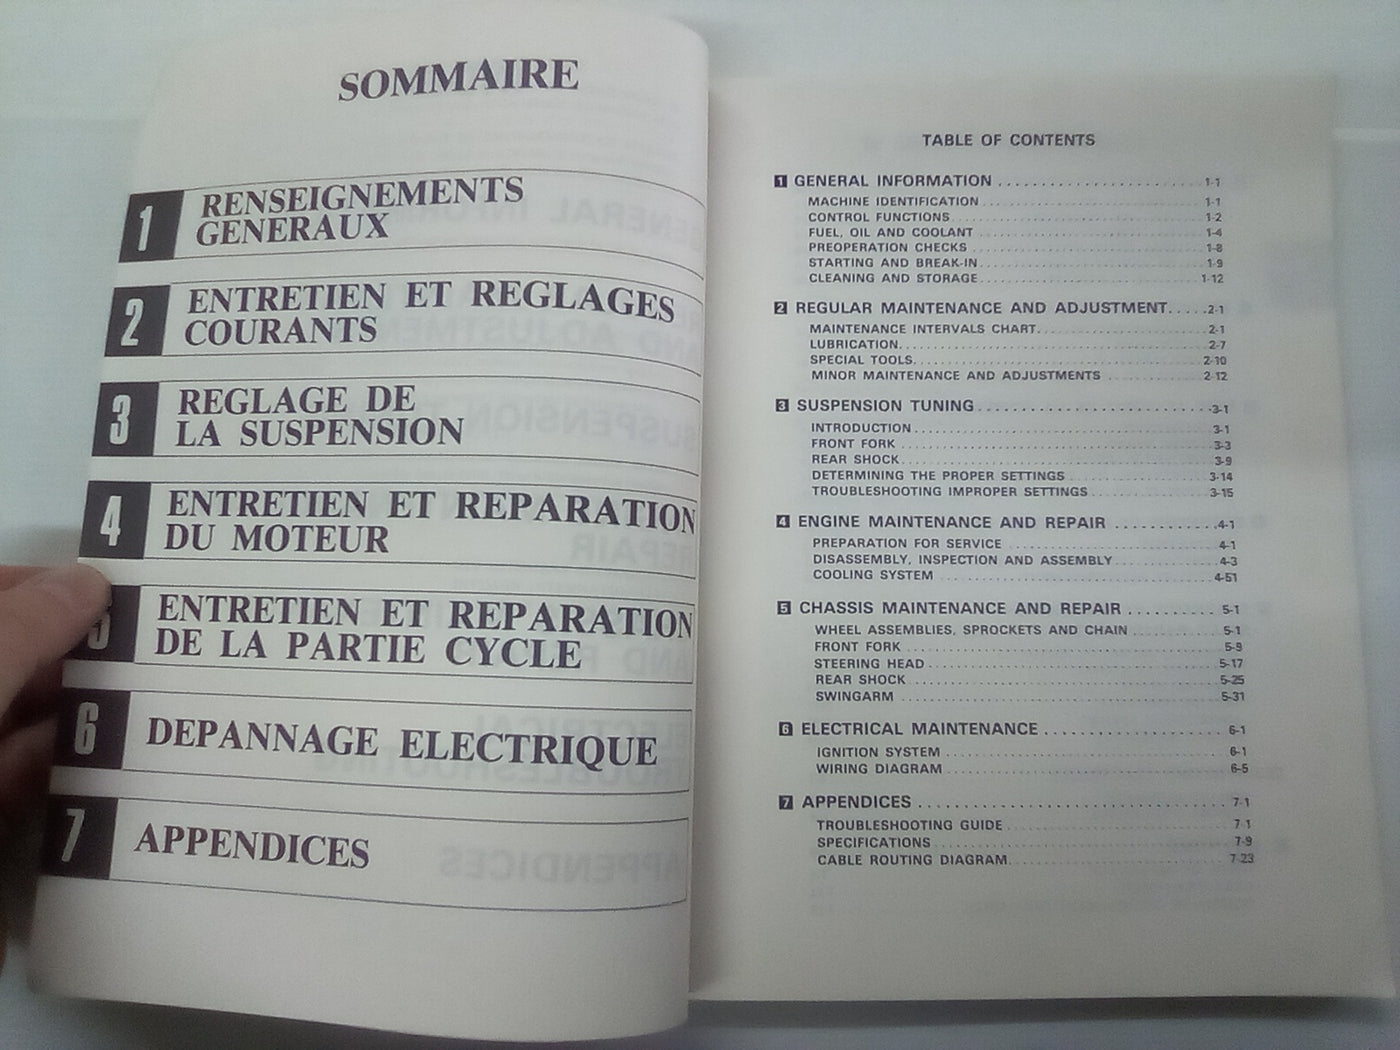 SOMMAIRE
1 RENSEIGNEMENTS
GENERAUX
2 ENTRETIEN ET REGLAGES
COURANTS
3 REGLAGE DE
LA SUSPENSION
4 ENTRETIEN ET REPARATION
DU MOTEUR
5 ENTRETIEN ET REPARATION
DE LA PARTIE CYCLE
6 DEPANNAGE ELECTRIQUE
7 APPENDICES
TABLE OF CONTENTS
1 GENERAL INFORMATION ........................ 1-1
MACHINE IDENTIFICATION ........................ 1-1
CONTROL FUNCTIONS ........................ 1-2
FUEL, OIL AND COOLANT ........................ 1-4
PREOPERATION CHECKS ........................ 1-8
STARTING AND BREAK-IN ........................ 1-9
CLEANING AND STORAGE ........................ 1-12
2 REGULAR MAINTENANCE AND ADJUSTMENT ..... 2-1
MAINTENANCE INTERVALS CHART ........................ 2-1
LUBRICATION ........................ 2-7
SPECIAL TOOLS ........................ 2-10
MINOR MAINTENANCE AND ADJUSTMENTS ............ 2-12
3 SUSPENSION TUNING ........................ 3-1
INTRODUCTION ........................ 3-1
FRONT FORK ........................ 3-3
REAR SHOCK ........................ 3-9
DETERMINING THE PROPER SETTINGS ............ 3-14
TROUBLESHOOTING IMPROPER SETTINGS ............ 3-15
4 ENGINE MAINTENANCE AND REPAIR ............ 4-1
PREPARATION FOR SERVICE ........................ 4-1
DISASSEMBLY, INSPECTION AND ASSEMBLY ............ 4-3
COOLING SYSTEM ........................ 4-51
5 CHASSIS MAINTENANCE AND REPAIR .......... 5-1
WHEEL ASSEMBLIES, SPROCKETS AND CHAIN ............ 5-1
FRONT FORK ........................ 5-9
STEERING HEAD ........................ 5-17
REAR SHOCK ........................ 5-25
SWINGARM ........................ 5-31
6 ELECTRICAL MAINTENANCE ........................ 6-1
IGNITION SYSTEM ........................ 6-1
WIRING DIAGRAM ........................ 6-5
7 APPENDICES ........................ 7-1
TROUBLESHOOTING GUIDE ........................ 7-1
SPECIFICATIONS ........................ 7-9
CABLE ROUTING DIAGRAM ........................ 7-23